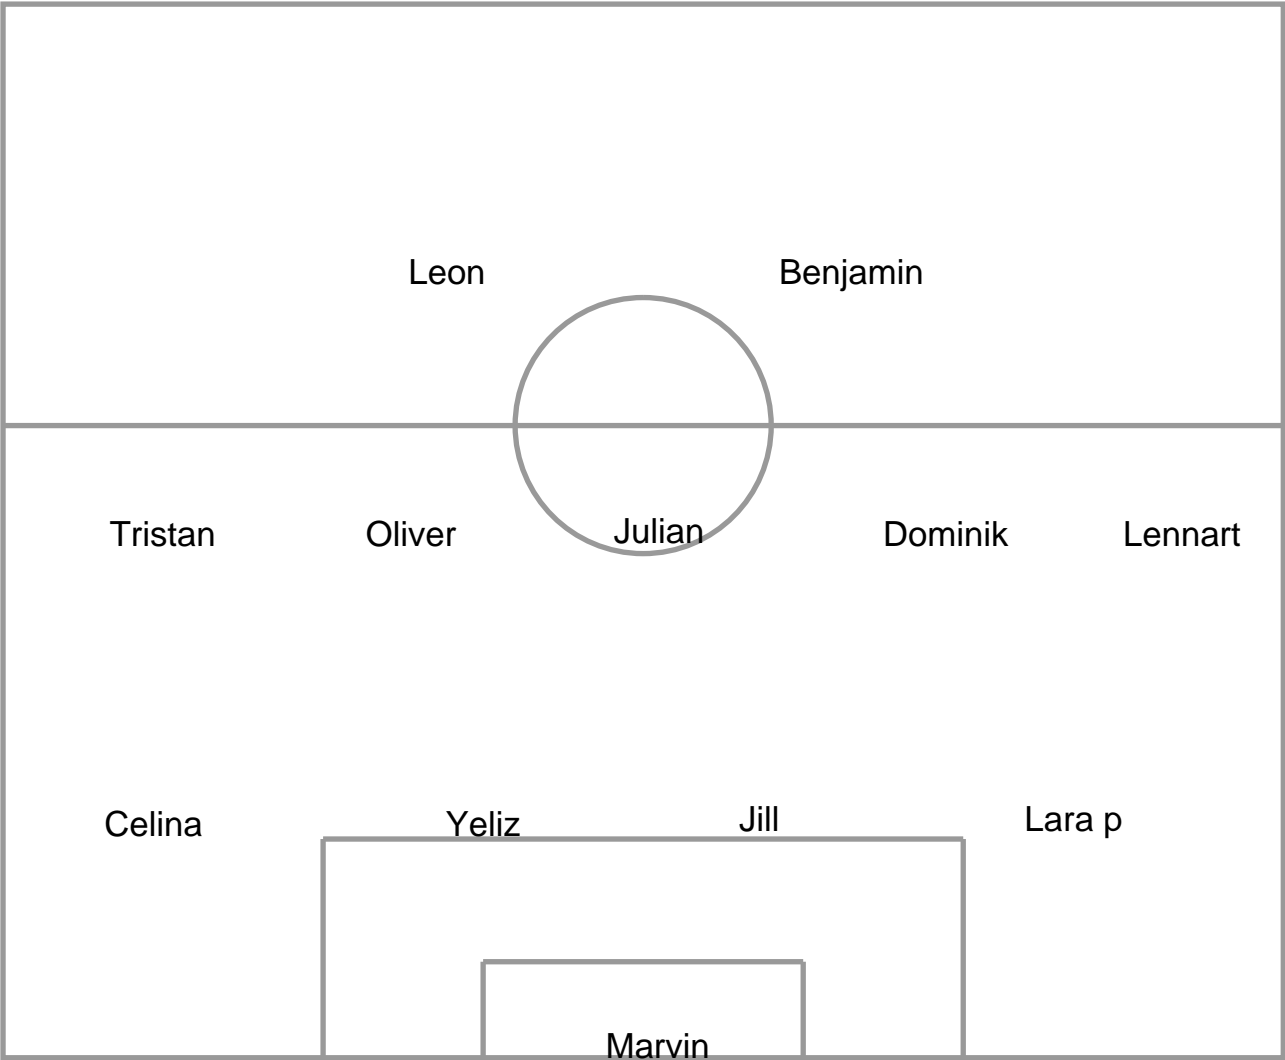 Leon Benjamin
Tristan Oliver Julian Dominik Lennart
Celina Yeliz Jill Lara p
Marvin